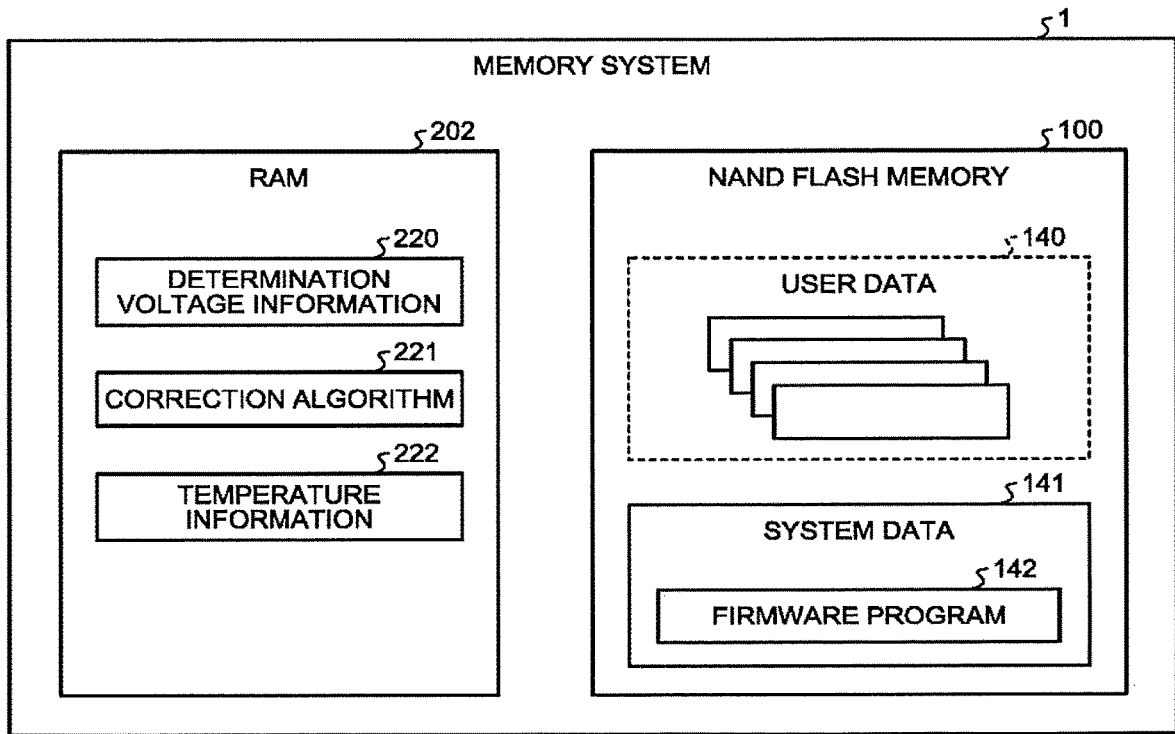 1
MEMORY SYSTEM
202
RAM
220
DETERMINATION
VOLTAGE INFORMATION
221
CORRECTION ALGORITHM
222
TEMPERATURE
INFORMATION
100
NAND FLASH MEMORY
140
USER DATA
141
SYSTEM DATA
142
FIRMWARE PROGRAM